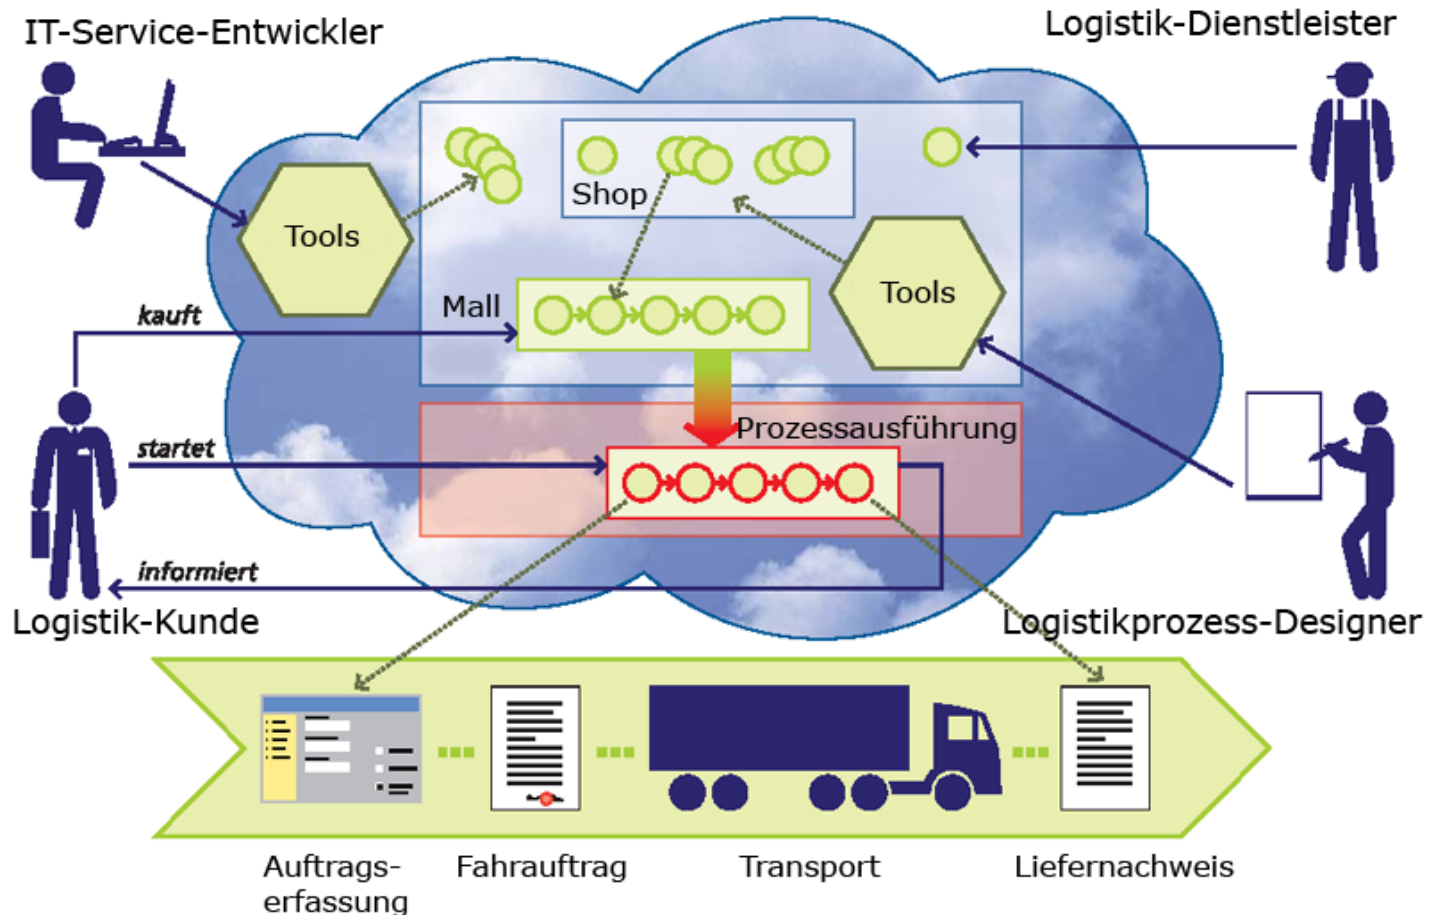 IT-Service-Entwickler
Logistik-Dienstleister
Shop
Tools
Tools
Mall
kauft
Prozessausführung
startet
informiert
Logistik-Kunde
Logistikprozess-Designer
Auftrags-
erfassung
Fahrauftrag
Transport
Liefernachweis